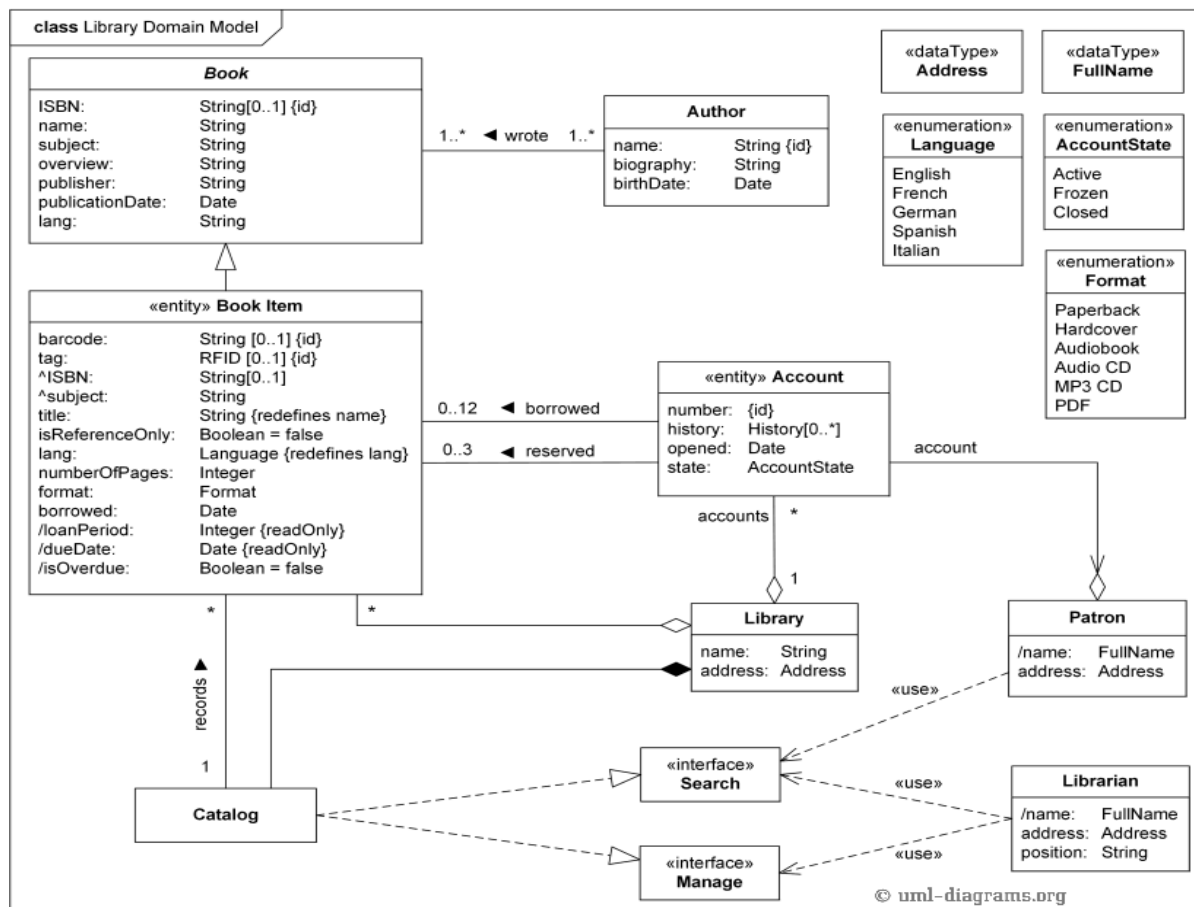 class Library Domain Model
Book
ISBN: String[0..1] {id}
name: String
subject: String
overview: String
publisher: String
publicationDate: Date
lang: String
1..* ◄ wrote 1..*
Author
name: String {id}
biography: String
birthDate: Date
«dataType»
Address
«dataType»
FullName
«enumeration»
Language
English
French
German
Spanish
Italian
«enumeration»
AccountState
Active
Frozen
Closed
«enumeration»
Format
Paperback
Hardcover
Audiobook
Audio CD
MP3 CD
PDF
«entity» Book Item
barcode: String [0..1] {id}
tag: RFID [0..1] {id}
^ISBN: String[0..1]
^subject: String
title: String {redefines name}
isReferenceOnly: Boolean = false
lang: Language {redefines lang}
numberOfPages: Integer
format: Format
borrowed: Date
/loanPeriod: Integer {readOnly}
/dueDate: Date {readOnly}
/isOverdue: Boolean = false
0..12 ◄ borrowed
0..3 ◄ reserved
«entity» Account
number: {id}
history: History[0..*]
opened: Date
state: AccountState
account
accounts *
1
*
*
records ►
1
Library
name: String
address: Address
Patron
/name: FullName
address: Address
«use»
«interface»
Search
«use»
Librarian
/name: FullName
address: Address
position: String
«use»
Catalog
«interface»
Manage
© uml-diagrams.org